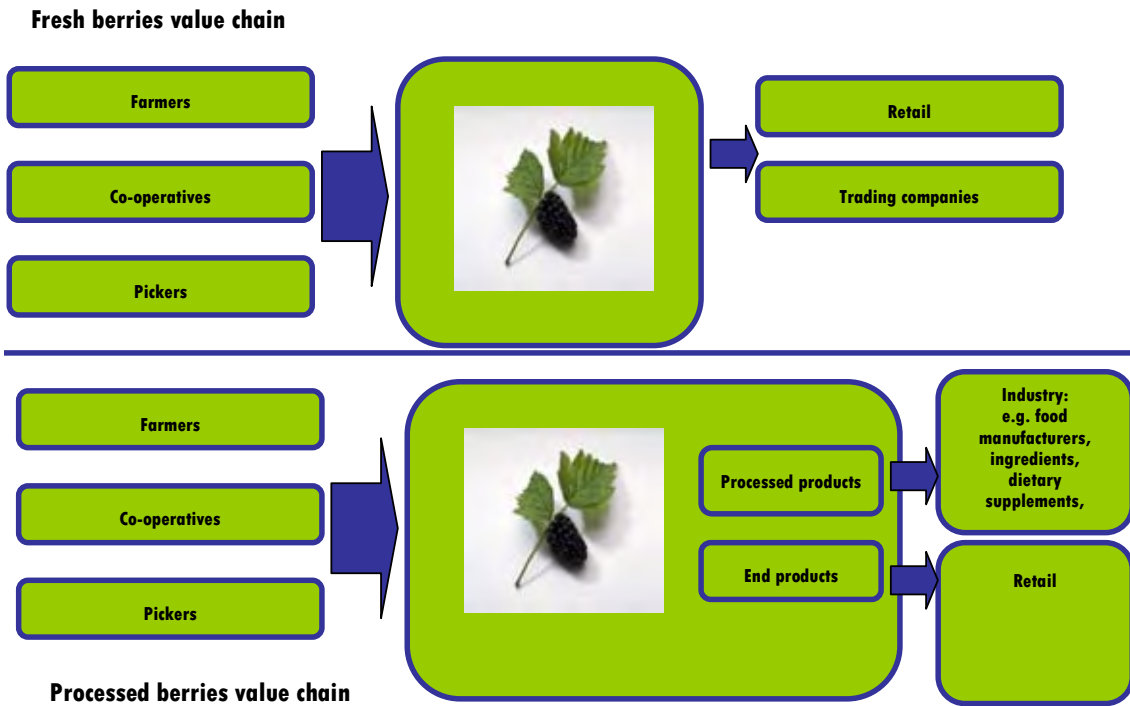 Fresh berries value chain
Farmers
Co-operatives
Pickers
Retail
Trading companies
Farmers
Co-operatives
Pickers
Processed products
End products
Industry:
e.g. food
manufacturers,
ingredients,
dietary
supplements,
Retail
Processed berries value chain